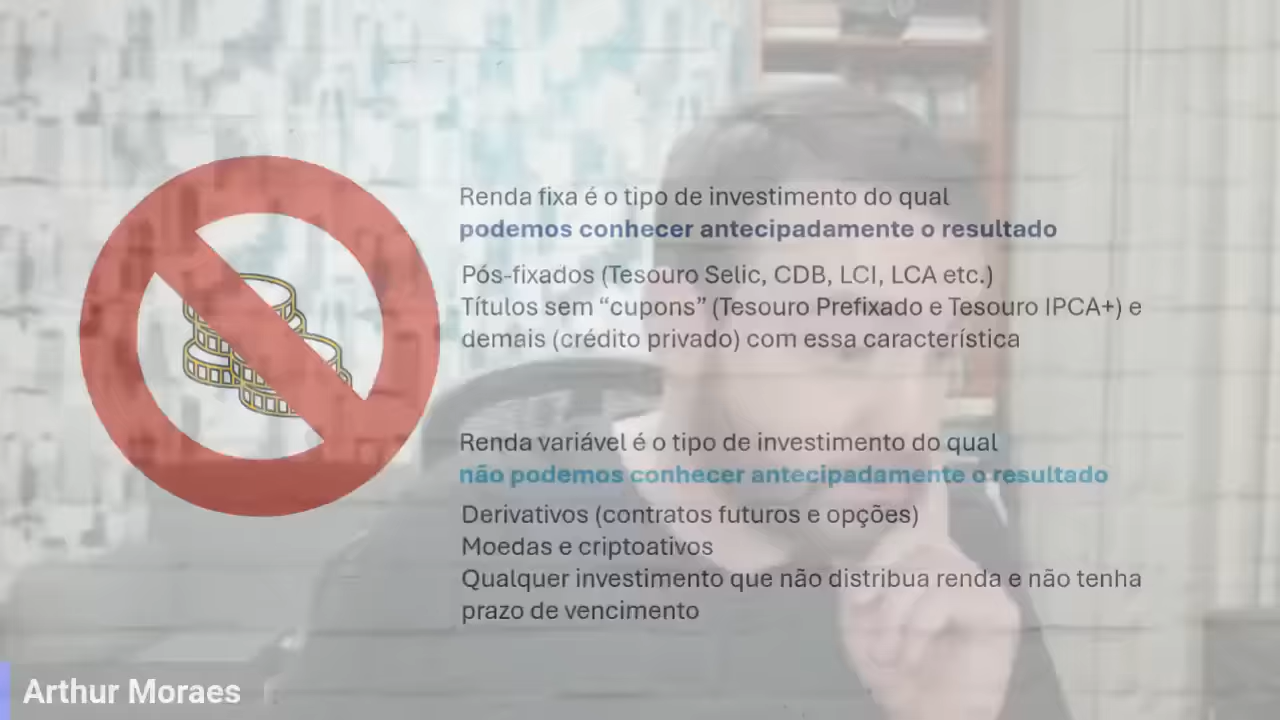 Renda fixa é o tipo de investimento do qual
podemos conhecer antecipadamente o resultado
Pós-fixados (Tesouro Selic, CDB, LCI, LCA etc.)
Títulos sem “cupons” (Tesouro Prefixado e Tesouro IPCA+) e
demais (crédito privado) com essa característica
Renda variável é o tipo de investimento do qual
não podemos conhecer antecipadamente o resultado
Derivativos (contratos futuros e opções)
Moedas e criptoativos
Qualquer investimento que não distribua renda e não tenha
prazo de vencimento
Arthur Moraes